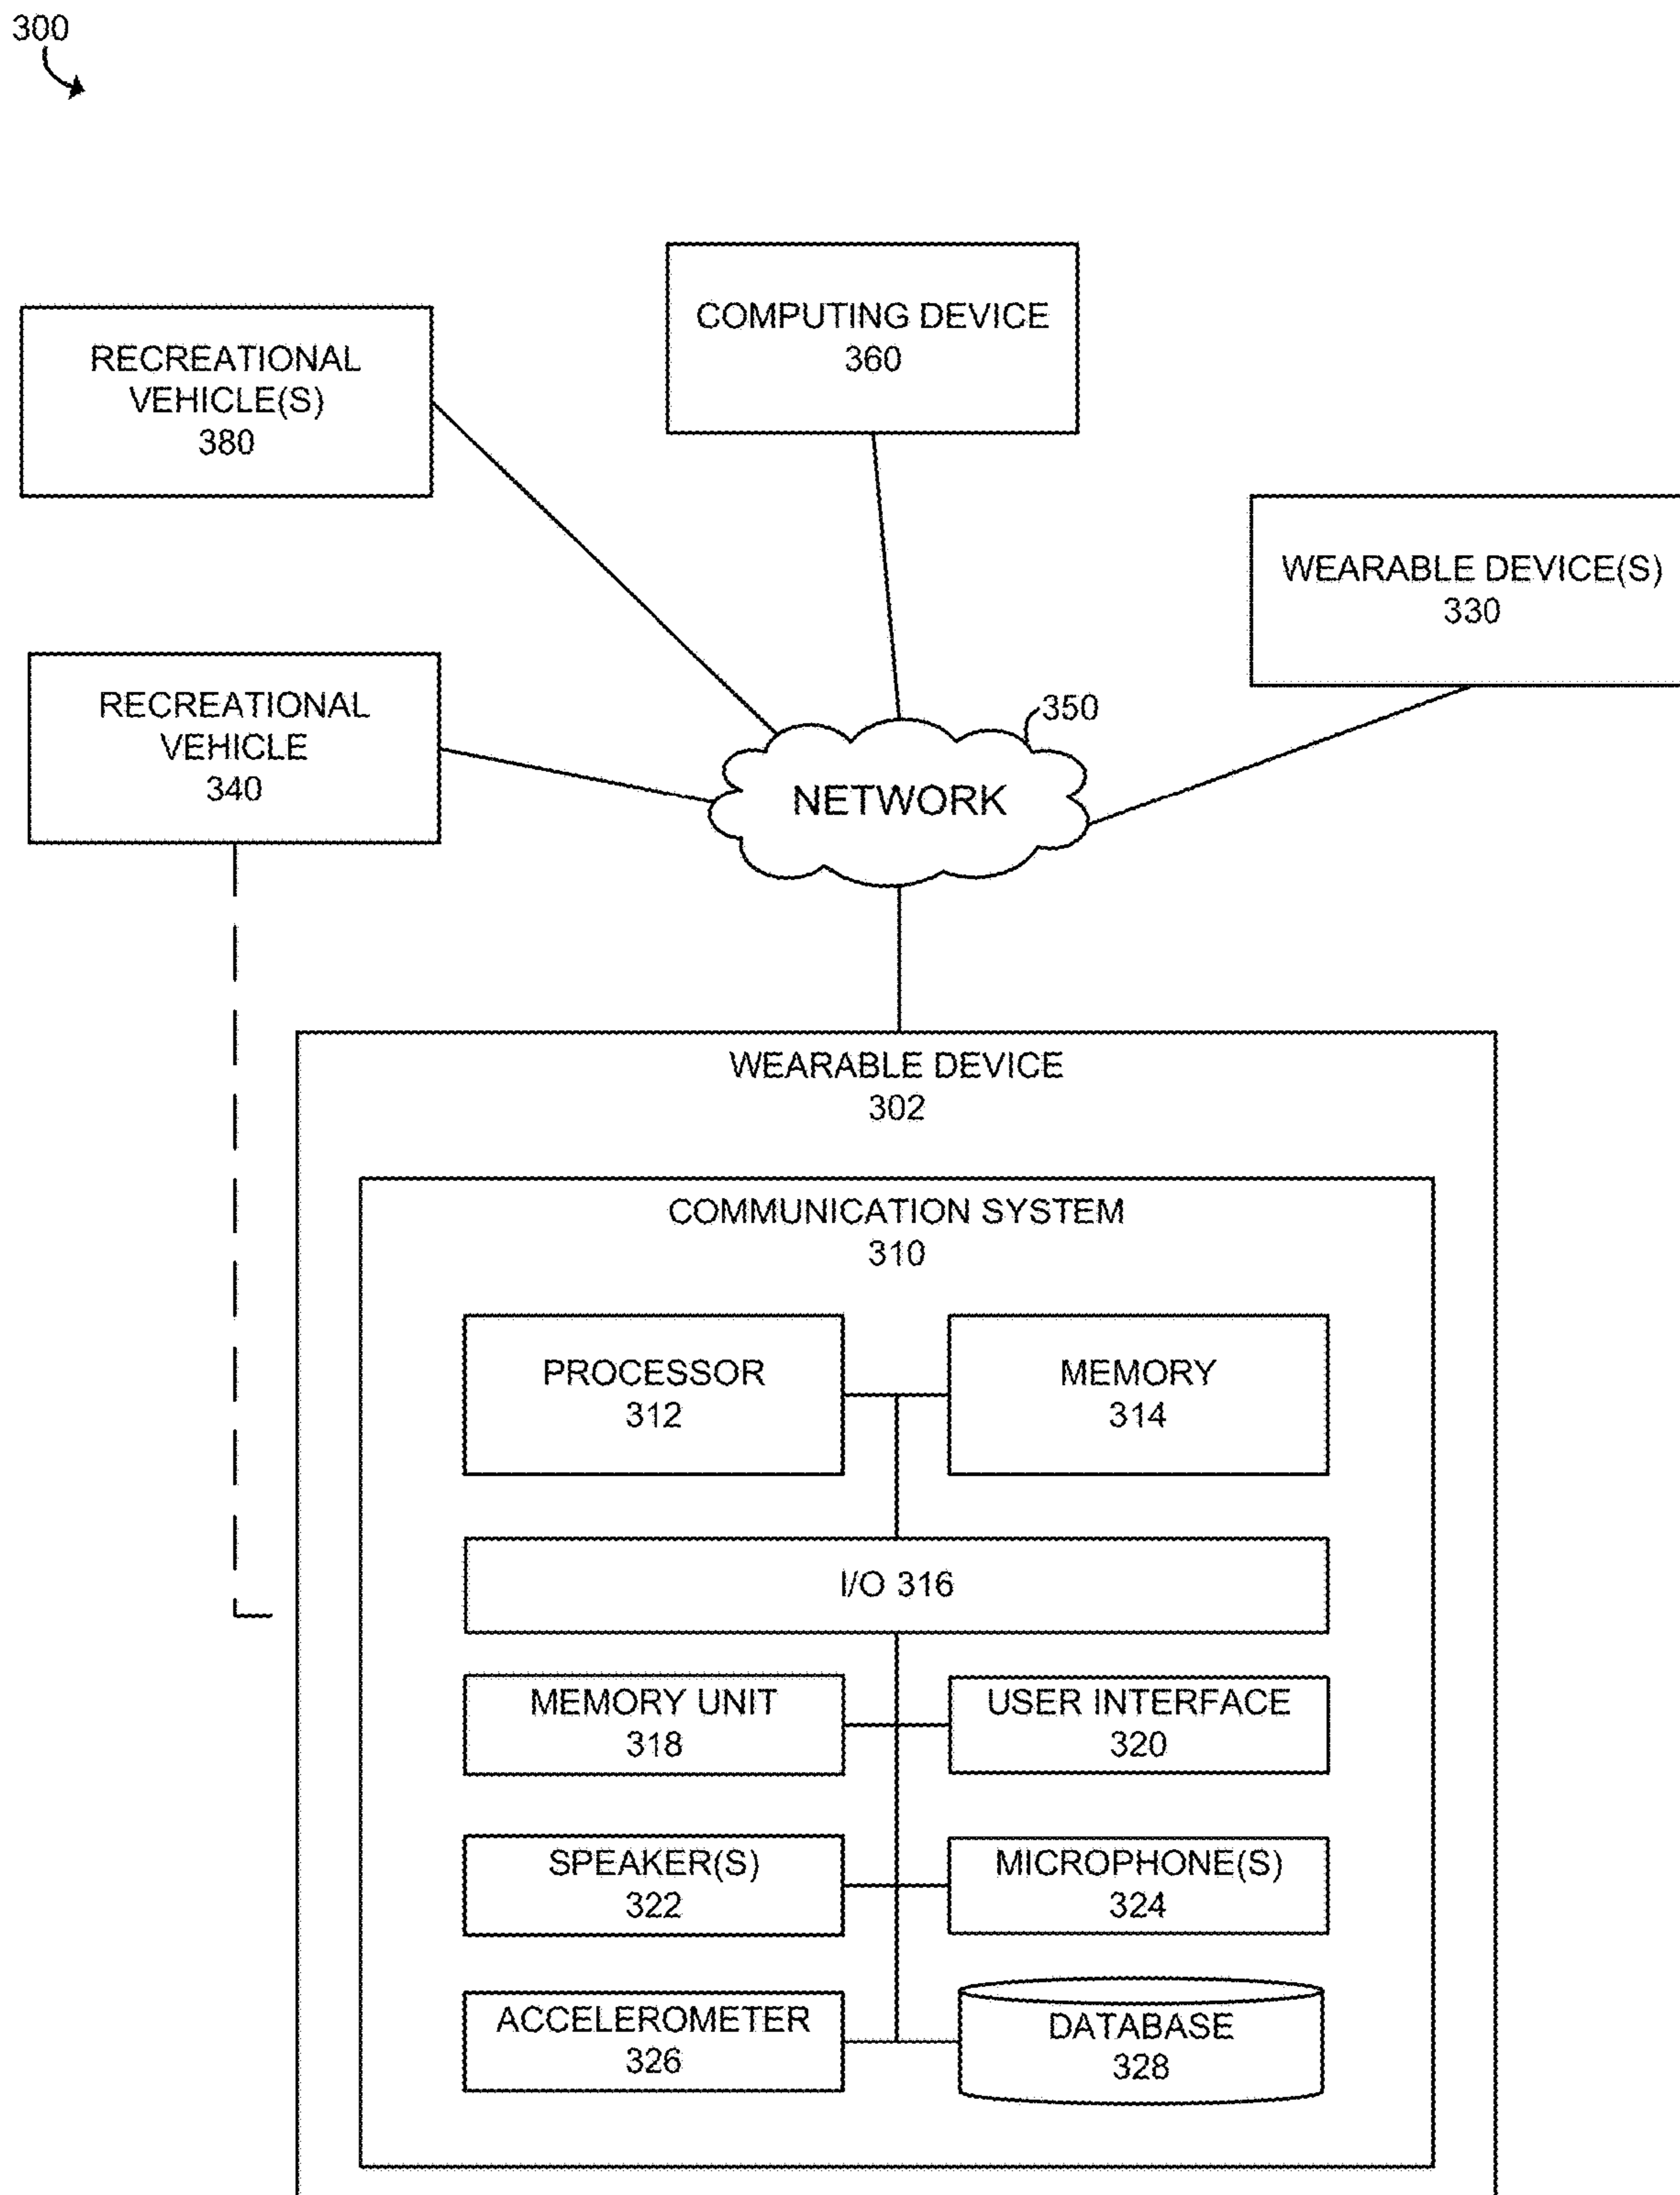 300
COMPUTING DEVICE
360
RECREATIONAL
VEHICLE(S)
380
WEARABLE DEVICE(S)
330
RECREATIONAL
VEHICLE
340
350
NETWORK
WEARABLE DEVICE
302
COMMUNICATION SYSTEM
310
PROCESSOR
312
MEMORY
314
I/O 316
MEMORY UNIT
318
USER INTERFACE
320
SPEAKER(S)
322
MICROPHONE(S)
324
ACCELEROMETER
326
DATABASE
328